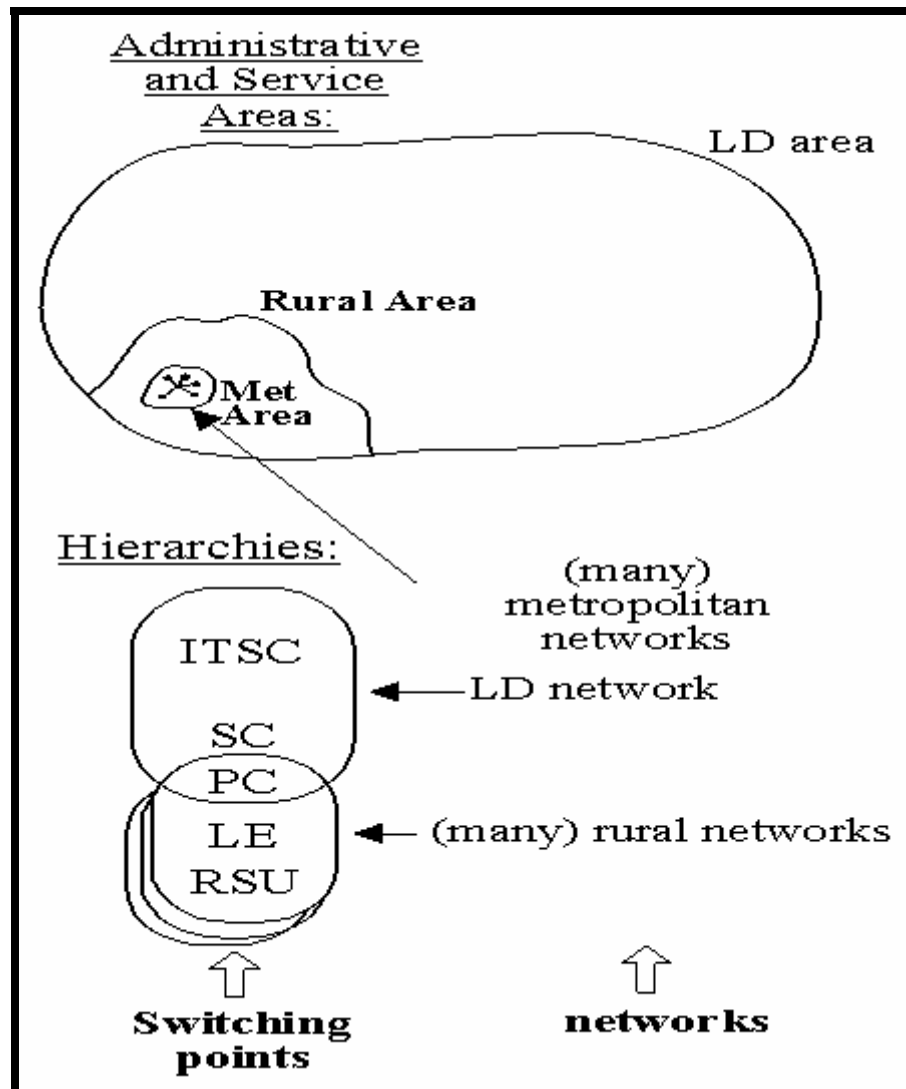 Administrative
and Service
Areas:
LD area
Rural Area
Met
Area
Hierarchies:
(many)
metropolitan
networks
ITSC
LD network
SC
PC
LE
(many) rural networks
RSU
Switching
points
networks